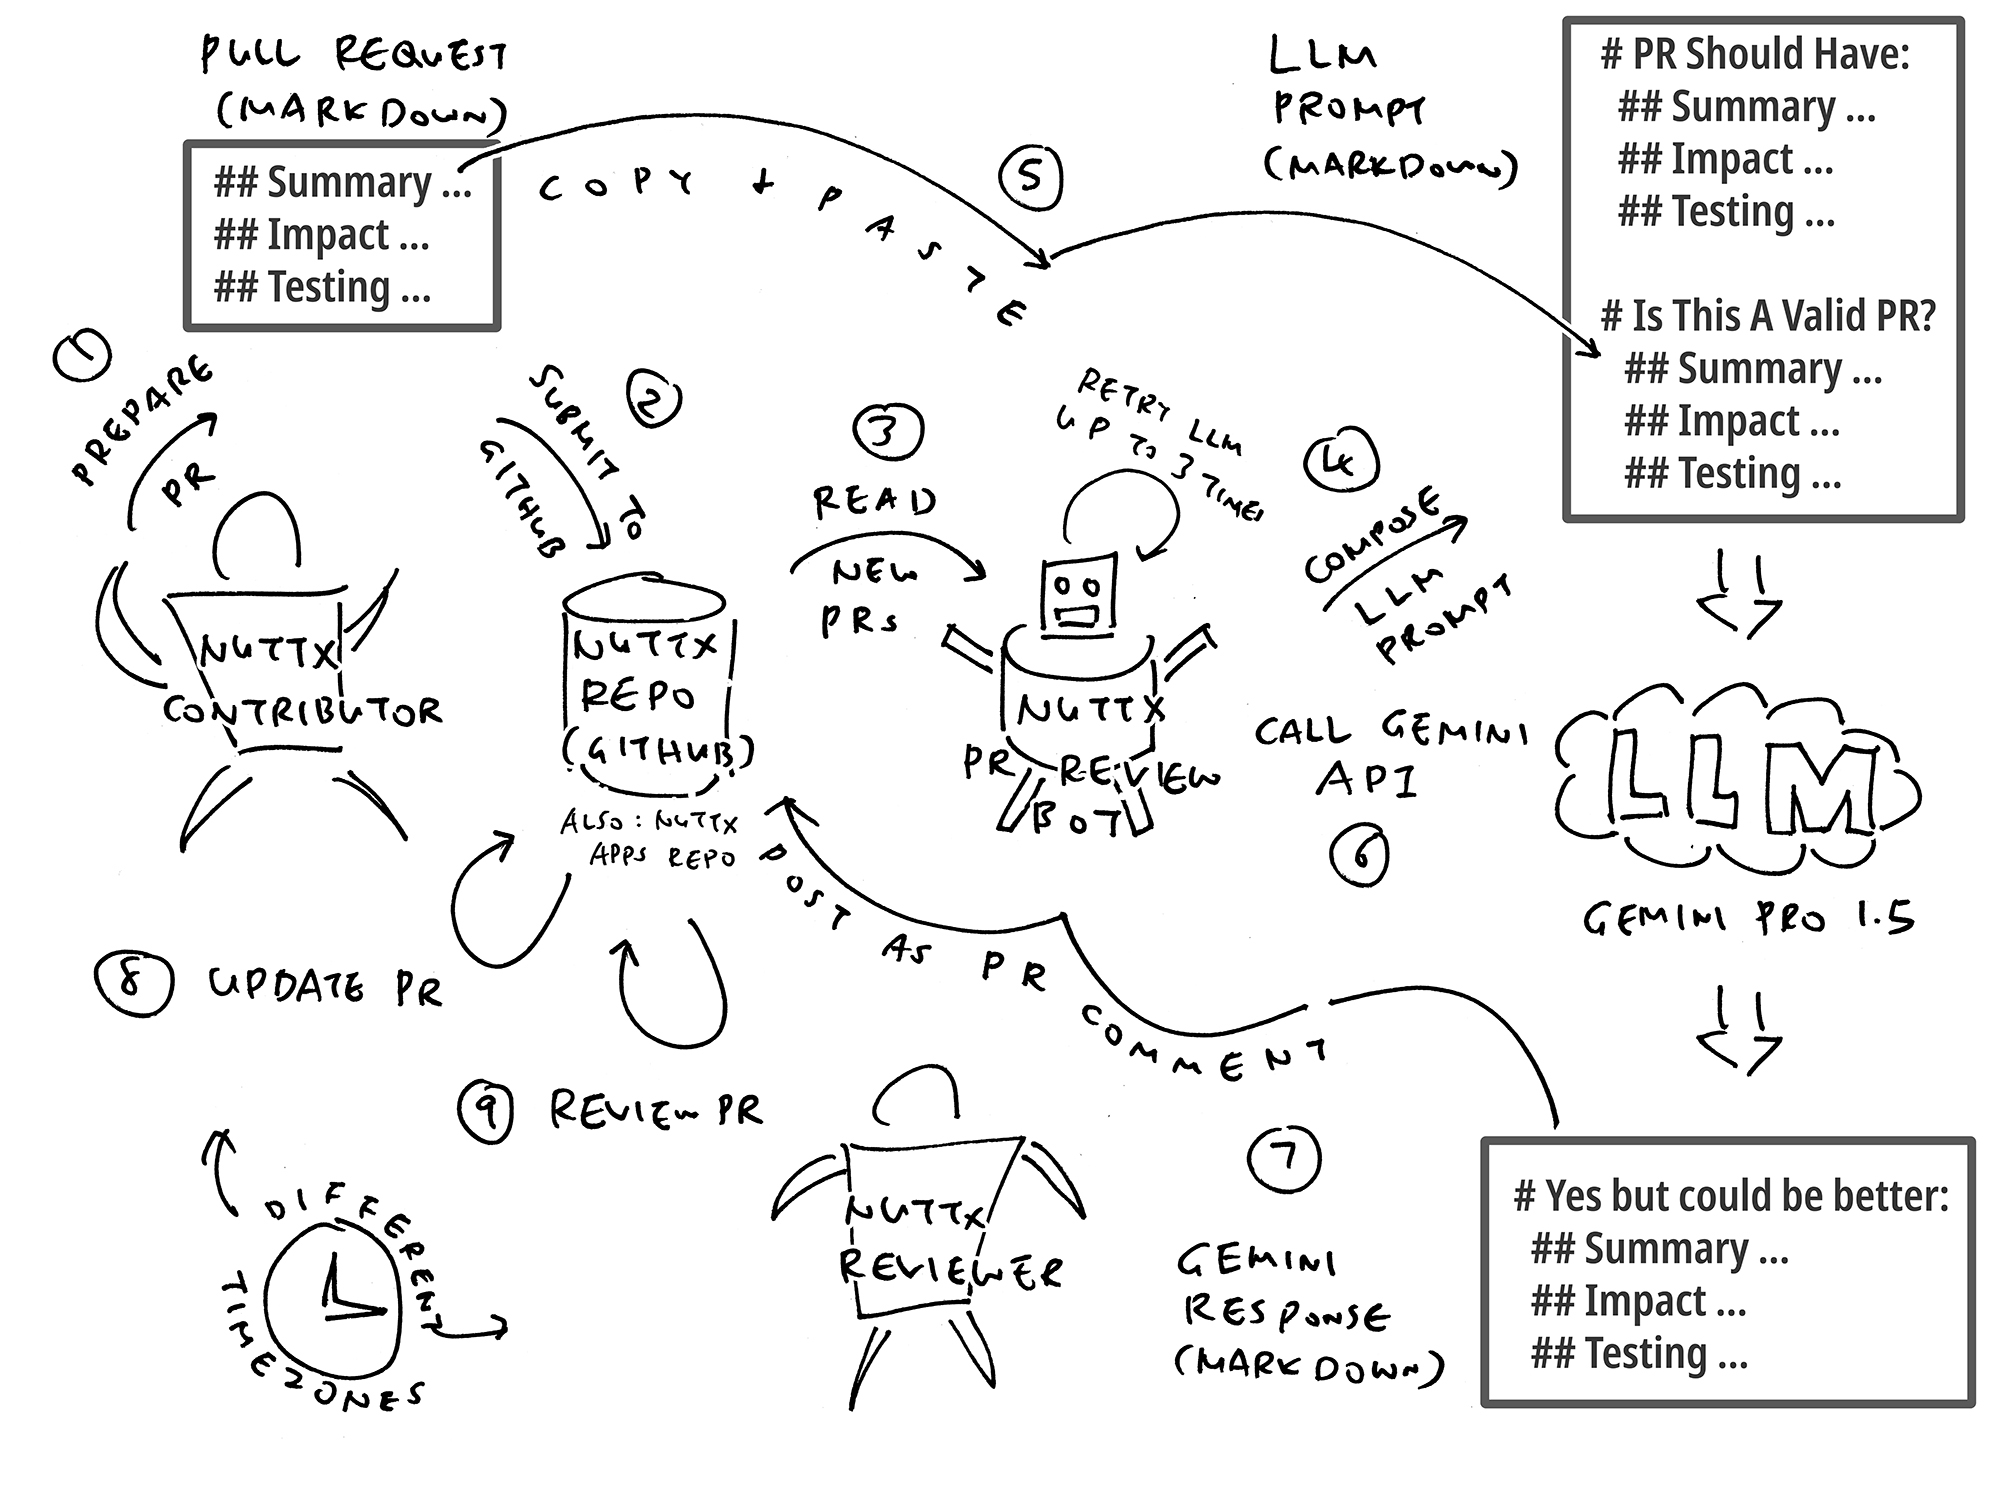 PULL REQUEST
(MARKDOWN)
## Summary ...
## Impact ...
## Testing ...
COPY + PASTE
5
LLM
PROMPT
(MARKDOWN)
# PR Should Have:
## Summary ...
## Impact ...
## Testing ...
# Is This A Valid PR?
## Summary ...
## Impact ...
## Testing ...
1
PREPARE
PR
NUTTX
CONTRIBUTOR
2
SUBMIT TO
GITHUB
NUTTX
REPO
(GITHUB)
ALSO: NUTTX
APPS REPO
3
READ
NEW
PRs
RETRY LLM
UP TO 3 TIMES
NUTTX
PR REVIEW
BOT
4
COMPOSE
LLM
PROMPT
CALL GEMINI
API
6
LLM
GEMINI PRO 1.5
POST AS PR COMMENT
8 UPDATE PR
9 REVIEW PR
DIFFERENT
TIMEZONES
NUTTX
REVIEWER
7
GEMINI
RESPONSE
(MARKDOWN)
# Yes but could be better:
## Summary ...
## Impact ...
## Testing ...